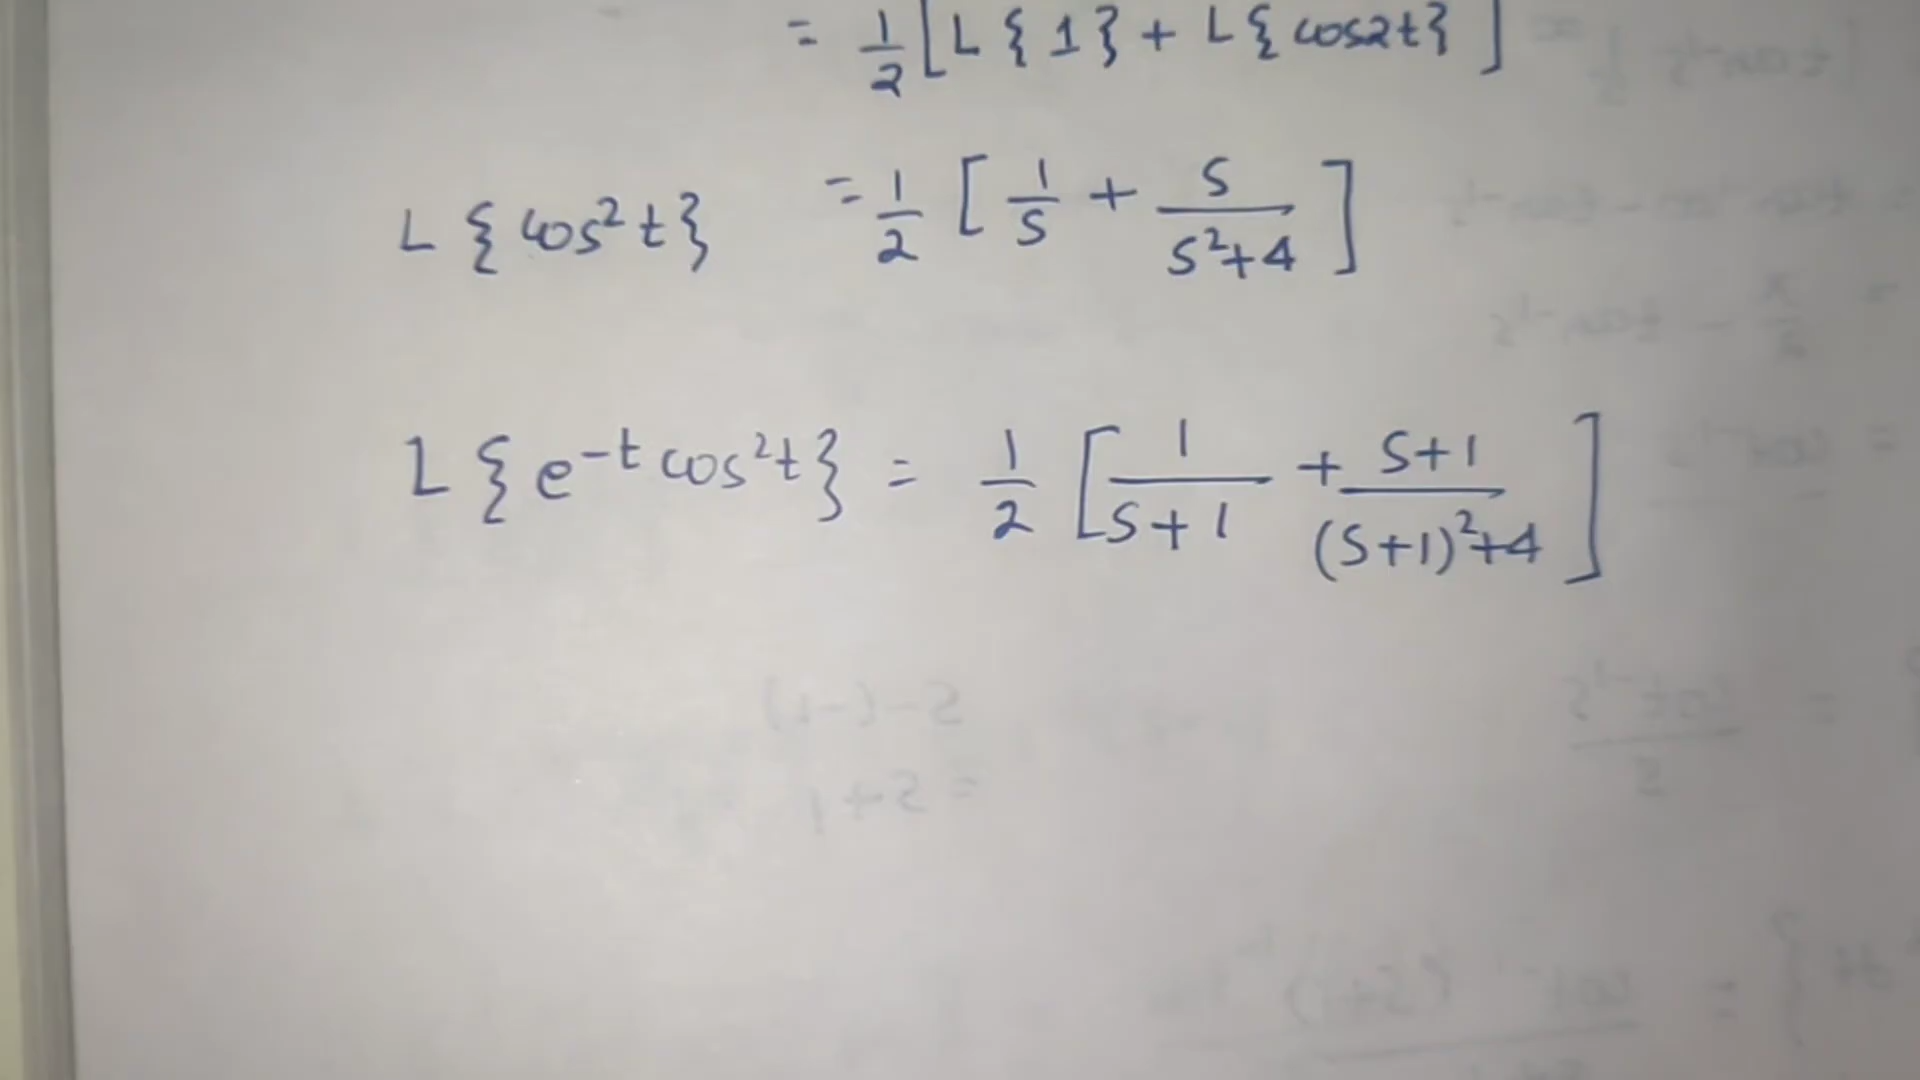 = 1/2 [L{1} + L{cos2t}]
L{cos²t} = 1/2 [1/s + s/(s²+4)]
L{e^-t cos²t} = 1/2 [1/(s+1) + (s+1)/((s+1)²+4)]